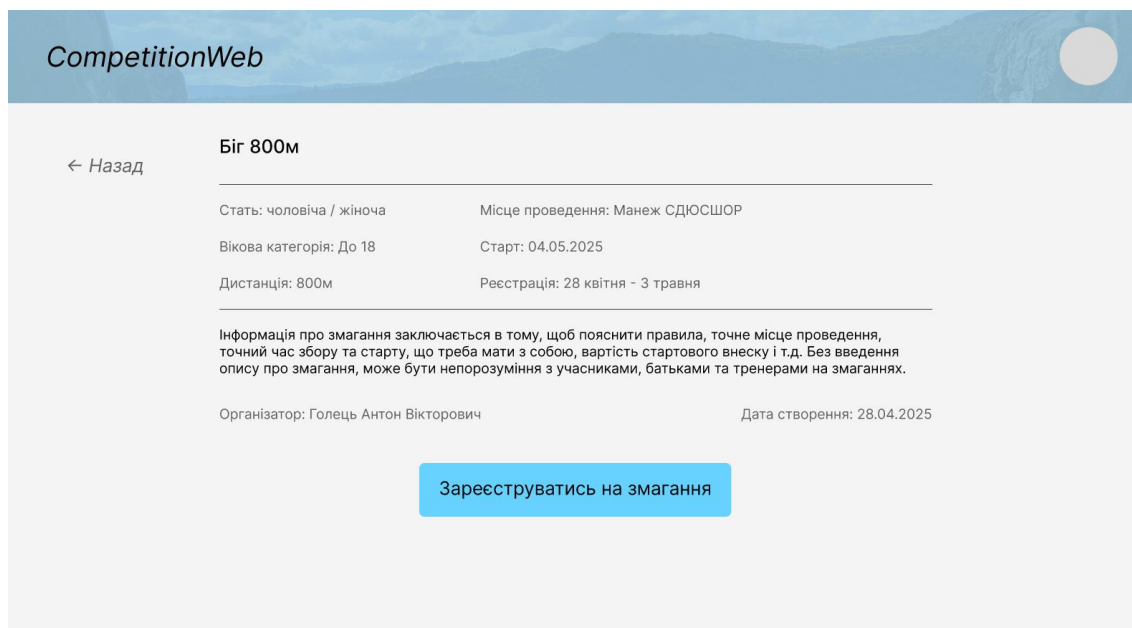 CompetitionWeb
← Назад
Біг 800м
Стать: чоловіча / жіноча
Місце проведення: Манеж СДЮСШОР
Вікова категорія: До 18
Старт: 04.05.2025
Дистанція: 800м
Реєстрація: 28 квітня - 3 травня
Інформація про змагання заключається в тому, щоб пояснити правила, точне місце проведення,
точний час збору та старту, що треба мати з собою, вартість стартового внеску і т.д. Без введення
опису про змагання, може бути непорозуміння з учасниками, батьками та тренерами на змаганнях.
Організатор: Голець Антон Вікторович
Дата створення: 28.04.2025
Зареєструватись на змагання